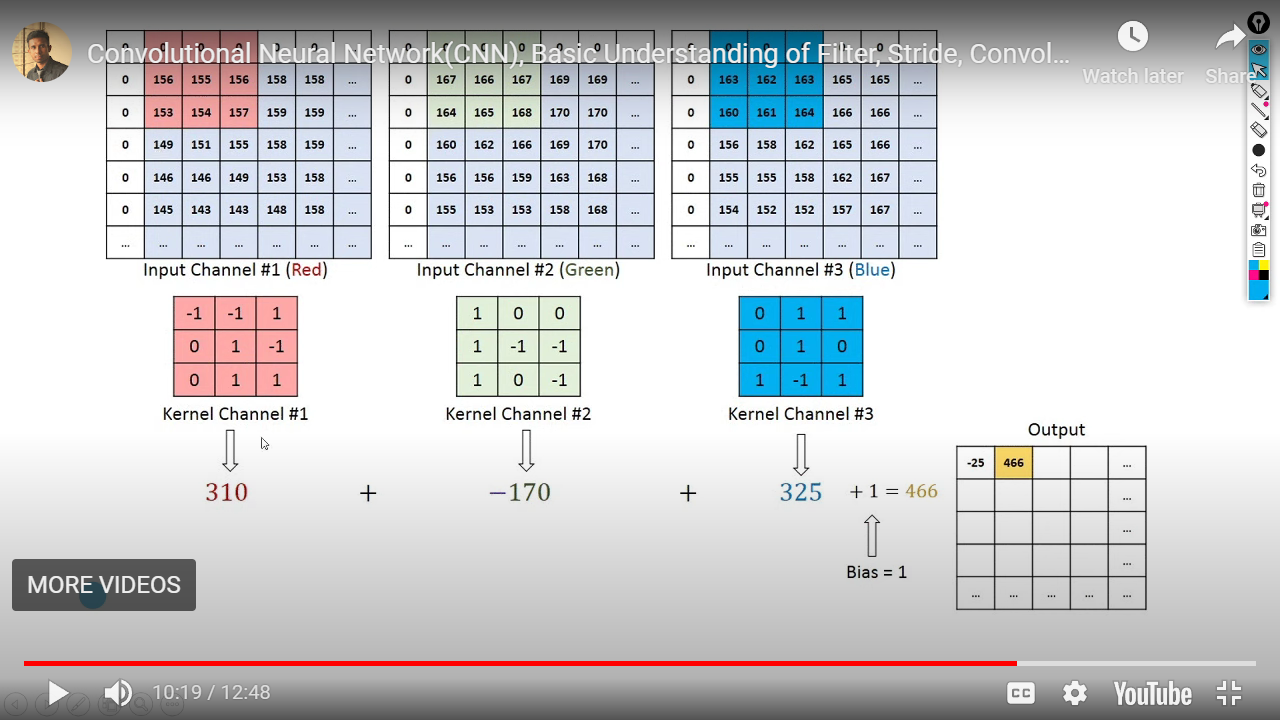 Convolutional Neural Network(CNN), Basic Understanding of Filter, Stride, Convol...
Watch later Share
0 156 155 156 158 158 ... 0 167 166 167 169 169 ... 0 163 162 163 165 165 ...
0 153 154 157 159 159 ... 0 164 165 168 170 170 ... 0 160 161 164 166 166 ...
0 149 151 155 158 159 ... 0 160 162 166 169 170 ... 0 156 158 162 165 166 ...
0 146 146 149 153 158 ... 0 156 156 159 163 168 ... 0 155 155 158 162 167 ...
0 145 143 143 148 158 ... 0 155 153 153 158 168 ... 0 154 152 152 157 167 ...
... ... ... ... ... ... ... ... ... ... ... ... ... ... ... ... ... ... ... ... ...
Input Channel #1 (Red) Input Channel #2 (Green) Input Channel #3 (Blue)
-1 -1 1 1 0 0 0 1 1
0 1 -1 1 -1 -1 0 1 0
0 1 1 1 0 -1 1 -1 1
Kernel Channel #1 Kernel Channel #2 Kernel Channel #3
310 + −170 + 325 + 1 = 466
Bias = 1
Output
-25 466 ...
...
...
...
... ... ... ... ...
MORE VIDEOS
10:19 / 12:48
CC YouTube